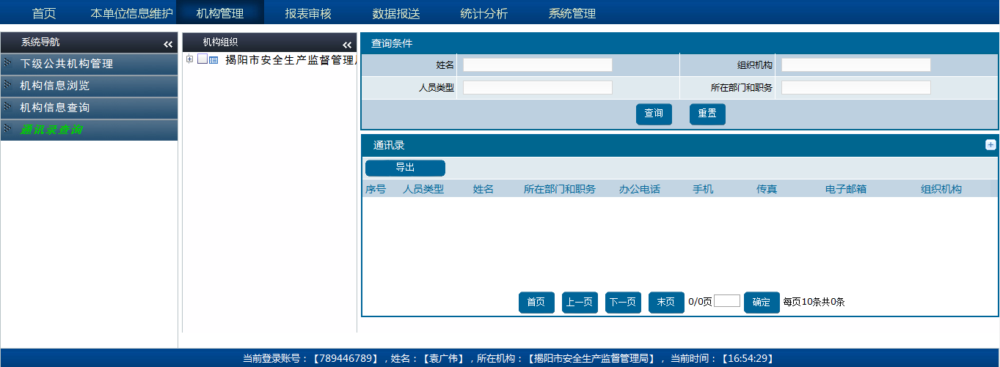 首页 本单位信息维护 机构管理 报表审核 数据报送 统计分析 系统管理
系统导航
下级公共机构管理
机构信息浏览
机构信息查询
通讯录查询
机构组织
揭阳市安全生产监督管理
查询条件
姓名 组织机构
人员类型 所在部门和职务
查询 重置
通讯录
导出
序号 人员类型 姓名 所在部门和职务 办公电话 手机 传真 电子邮箱 组织机构
首页 上一页 下一页 末页 0/0页 确定 每页10条共0条
当前登录账号:【789446789】,姓名:【袁广伟】,所在机构:【揭阳市安全生产监督管理局】, 当前时间:【16:54:29】